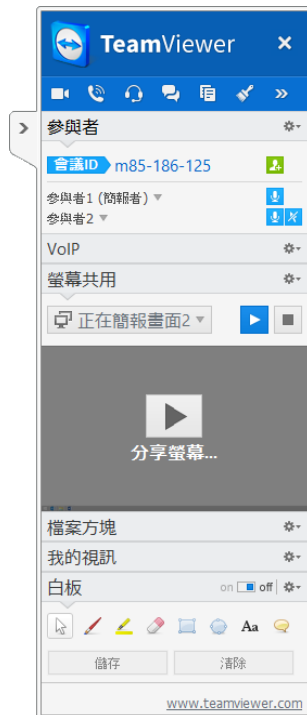 TeamViewer
參與者
會議ID m85-186-125
參與者1 (簡報者)
參與者2
VoIP
螢幕共用
正在簡報畫面2
分享螢幕...
檔案方塊
我的視訊
白板 on off
Aa
儲存 清除
www.teamviewer.com